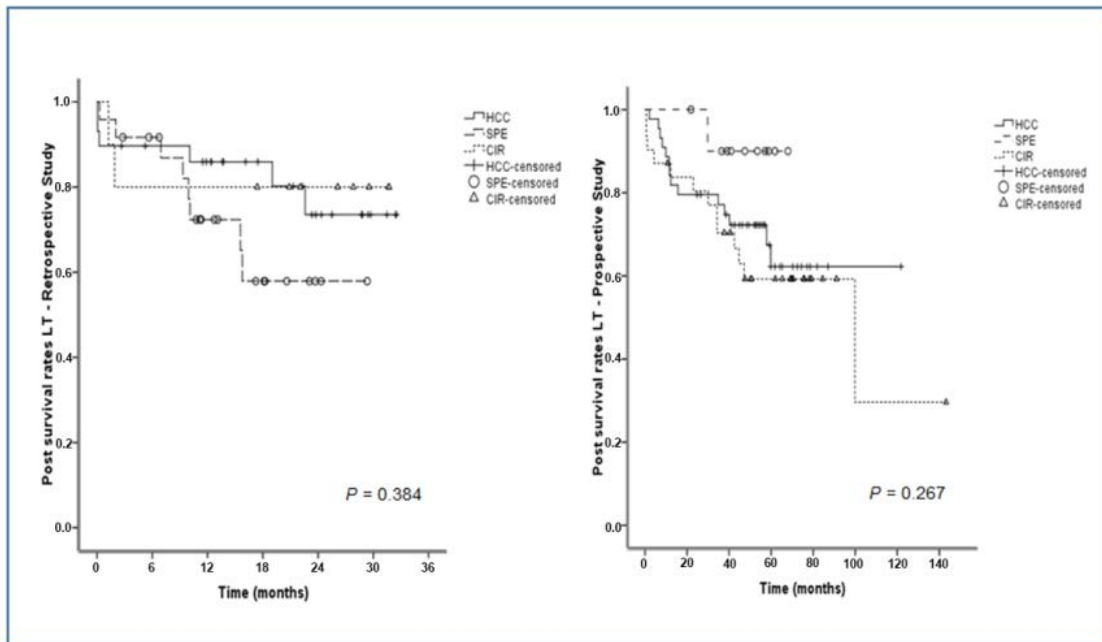 Post survival rates LT - Retrospective Study
1.0
0.8
0.6
0.4
0.2
0.0
0 6 12 18 24 30 36
Time (months)
HCC
SPE
CIR
HCC-censored
SPE-censored
CIR-censored
P = 0.384
Post survival rates LT - Prospective Study
1.0
0.8
0.6
0.4
0.2
0.0
0 20 40 60 80 100 120 140
Time (months)
HCC
SPE
CIR
HCC-censored
SPE-censored
CIR-censored
P = 0.267